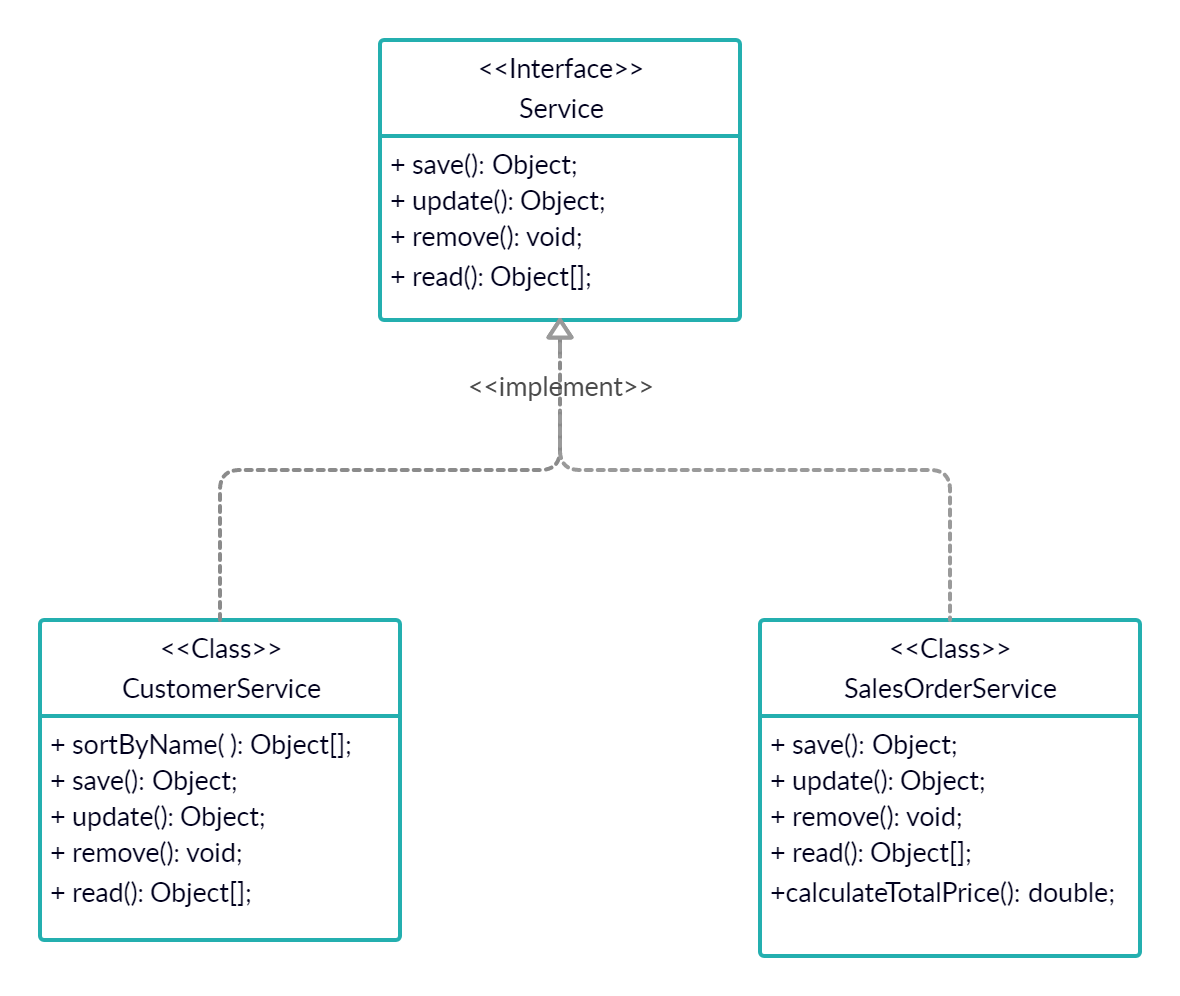 <<Interface>>
Service
+ save(): Object;
+ update(): Object;
+ remove(): void;
+ read(): Object[];
<<implement>>
<<Class>>
CustomerService
+ sortByName( ): Object[];
+ save(): Object;
+ update(): Object;
+ remove(): void;
+ read(): Object[];
<<Class>>
SalesOrderService
+ save(): Object;
+ update(): Object;
+ remove(): void;
+ read(): Object[];
+calculateTotalPrice(): double;